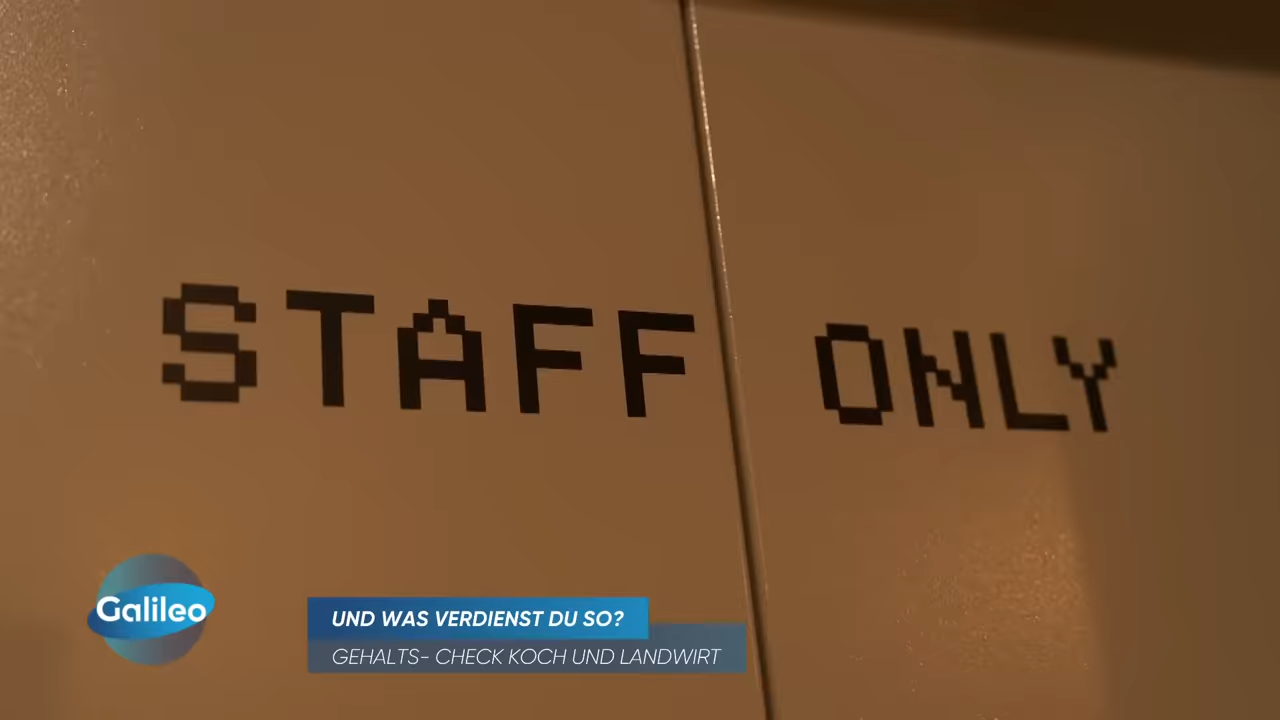 STAFF ONLY
Galileo
UND WAS VERDIENST DU SO?
GEHALTS- CHECK KOCH UND LANDWIRT